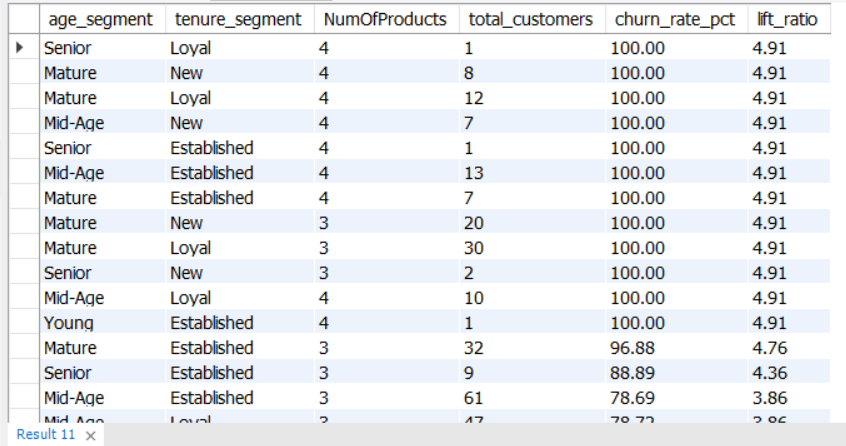 age_segment tenure_segment NumOfProducts total_customers churn_rate_pct lift_ratio
Senior Loyal 4 1 100.00 4.91
Mature New 4 8 100.00 4.91
Mature Loyal 4 12 100.00 4.91
Mid-Age New 4 7 100.00 4.91
Senior Established 4 1 100.00 4.91
Mid-Age Established 4 13 100.00 4.91
Mature Established 4 7 100.00 4.91
Mature New 3 20 100.00 4.91
Mature Loyal 3 30 100.00 4.91
Senior New 3 2 100.00 4.91
Mid-Age Loyal 4 10 100.00 4.91
Young Established 4 1 100.00 4.91
Mature Established 3 32 96.88 4.76
Senior Established 3 9 88.89 4.36
Mid-Age Established 3 61 78.69 3.86
Mid-Age Loyal 3 47 78.72 3.86
Result 11